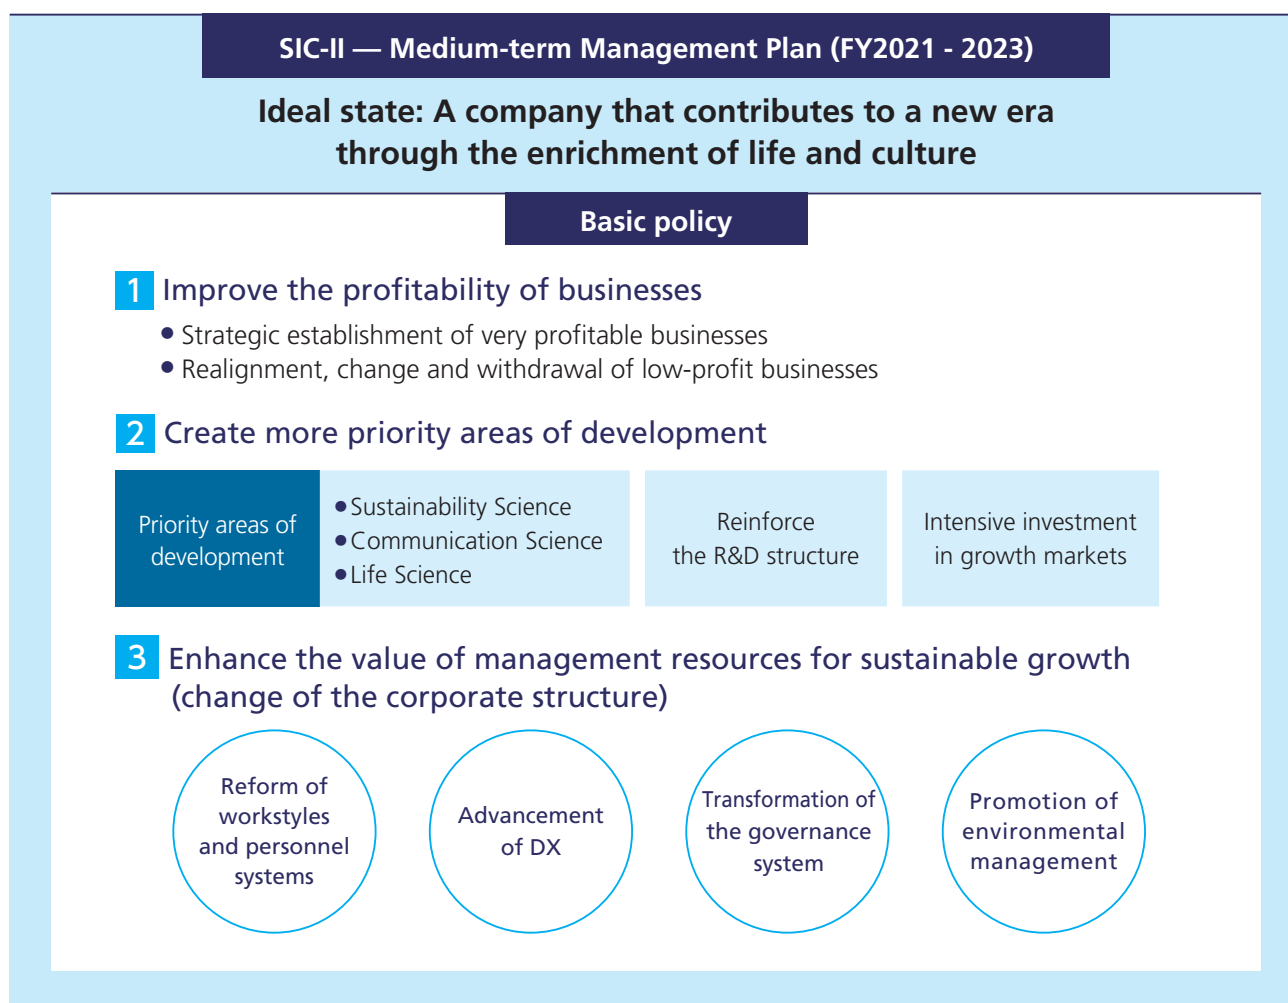 SIC-II — Medium-term Management Plan (FY2021 - 2023)
Ideal state: A company that contributes to a new era
through the enrichment of life and culture
Basic policy
1 Improve the profitability of businesses
• Strategic establishment of very profitable businesses
• Realignment, change and withdrawal of low-profit businesses
2 Create more priority areas of development
Priority areas of
development
• Sustainability Science
• Communication Science
• Life Science
Reinforce
the R&D structure
Intensive investment
in growth markets
3 Enhance the value of management resources for sustainable growth
(change of the corporate structure)
Reform of
workstyles
and personnel
systems
Advancement
of DX
Transformation of
the governance
system
Promotion of
environmental
management